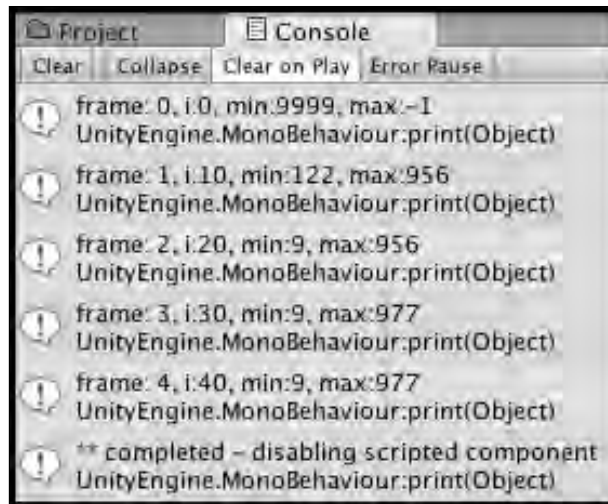 Project
Console
Clear Collapse Clear on Play Error Pause
frame: 0, i:0, min:9999, max:-1
UnityEngine.MonoBehaviour:print(Object)
frame: 1, i:10, min:122, max:956
UnityEngine.MonoBehaviour:print(Object)
frame: 2, i:20, min:9, max:956
UnityEngine.MonoBehaviour:print(Object)
frame: 3, i:30, min:9, max:977
UnityEngine.MonoBehaviour:print(Object)
frame: 4, i:40, min:9, max:977
UnityEngine.MonoBehaviour:print(Object)
** completed - disabling scripted component
UnityEngine.MonoBehaviour:print(Object)